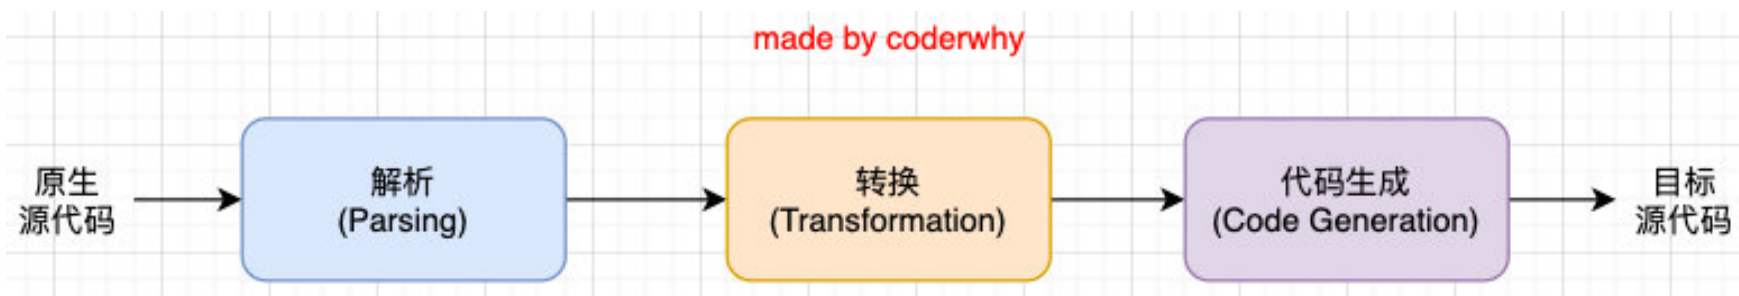 made by coderwhy
原生
源代码
解析
(Parsing)
转换
(Transformation)
代码生成
(Code Generation)
目标
源代码